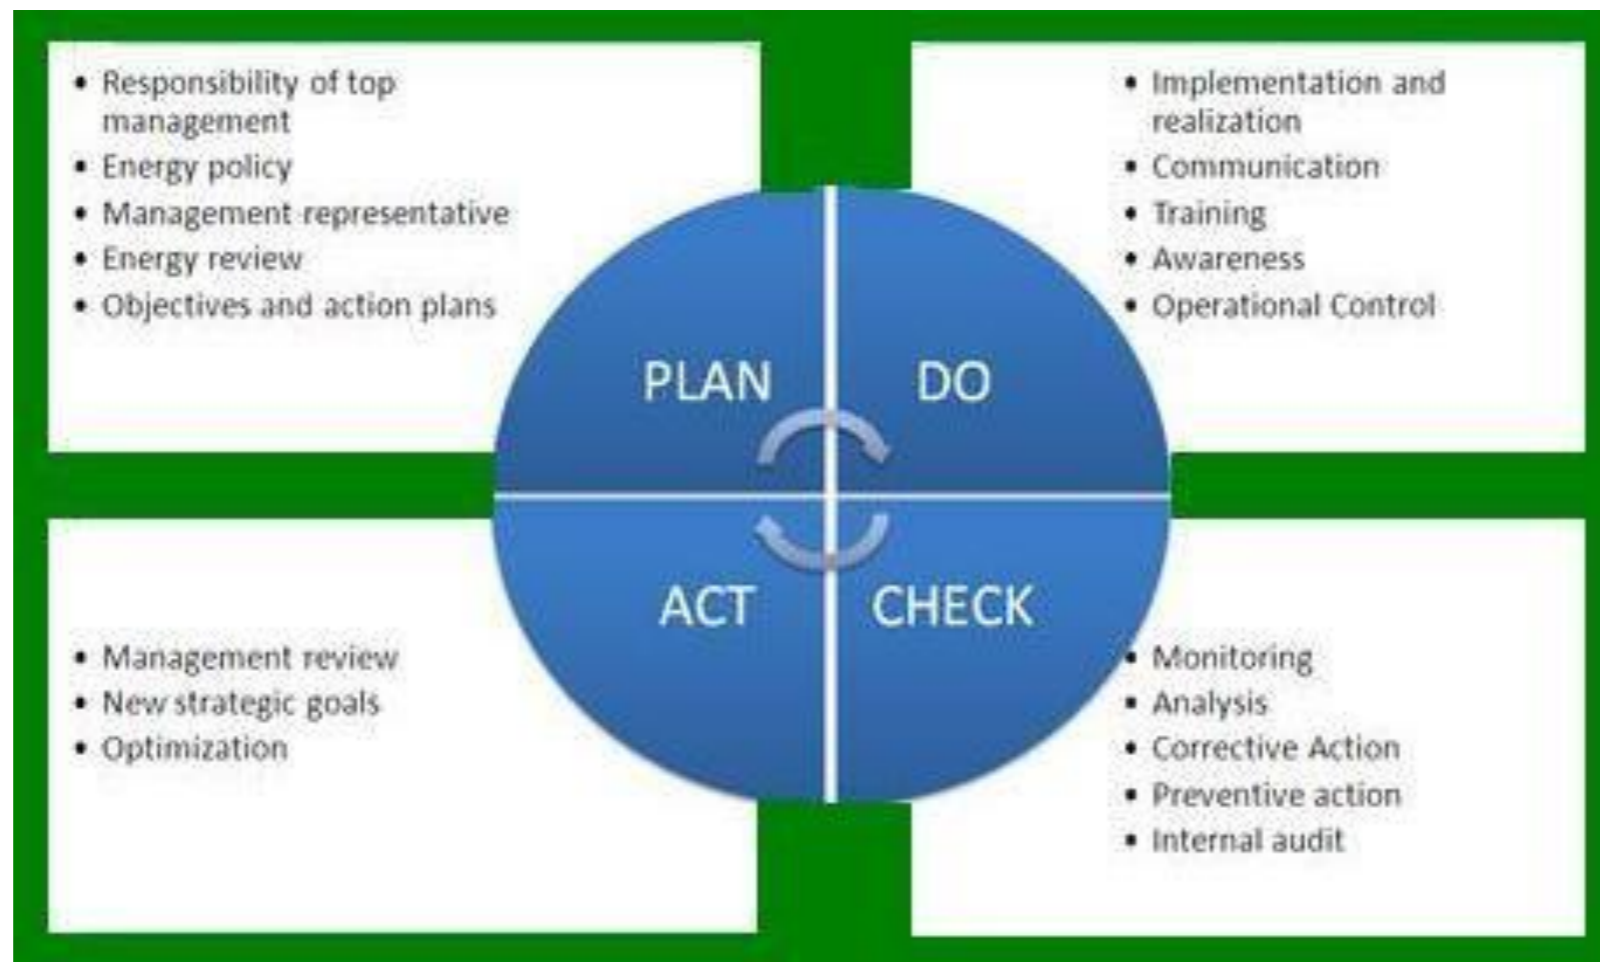 • Responsibility of top
management
• Energy policy
• Management representative
• Energy review
• Objectives and action plans
• Implementation and
realization
• Communication
• Training
• Awareness
• Operational Control
PLAN
DO
ACT
CHECK
• Management review
• New strategic goals
• Optimization
• Monitoring
• Analysis
• Corrective Action
• Preventive action
• Internal audit